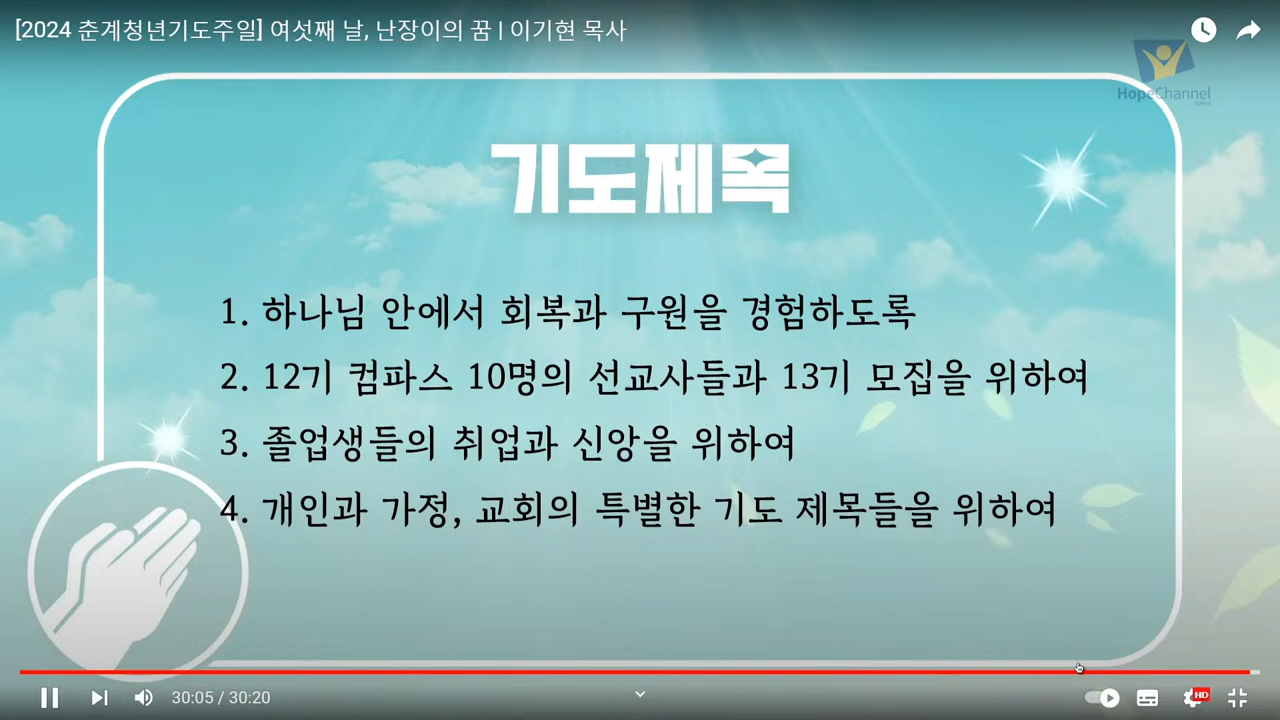 [2024 춘계청년기도주일] 여섯째 날, 난장이의 꿈 | 이기현 목사
HopeChannel
기도제목
1. 하나님 안에서 회복과 구원을 경험하도록
2. 12기 컴파스 10명의 선교사들과 13기 모집을 위하여
3. 졸업생들의 취업과 신앙을 위하여
4. 개인과 가정, 교회의 특별한 기도 제목들을 위하여
30:05 / 30:20
HD